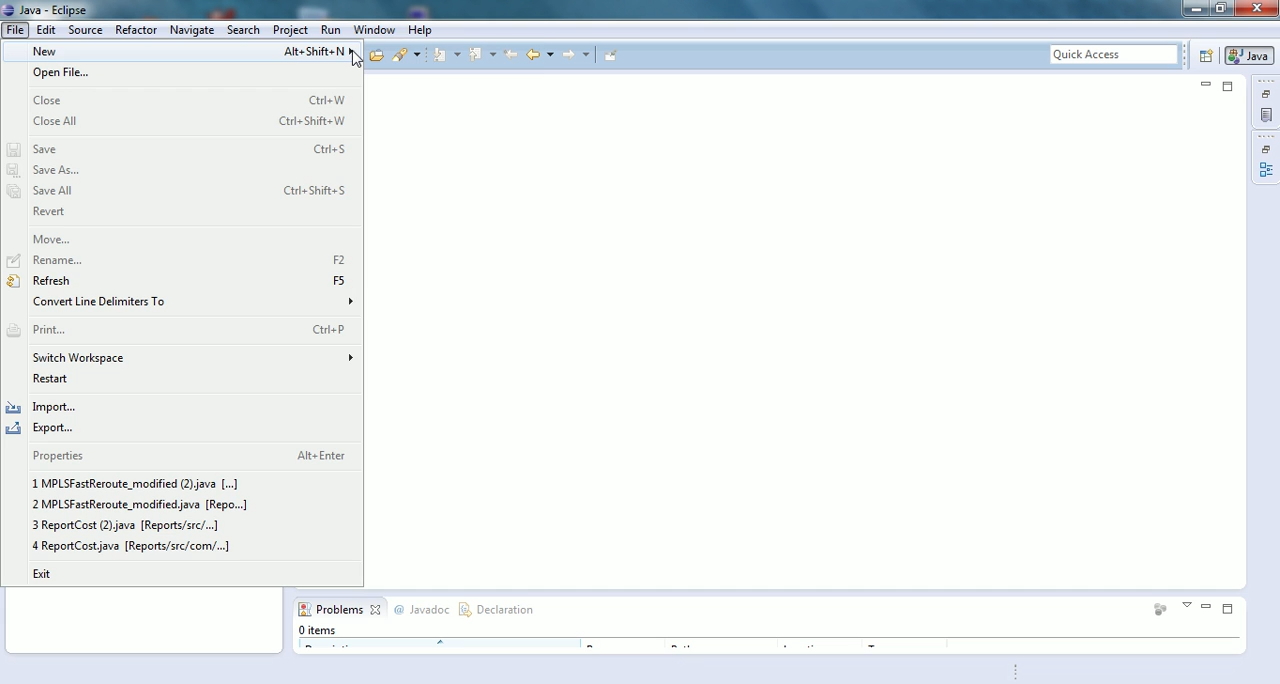 Java - Eclipse
File Edit Source Refactor Navigate Search Project Run Window Help
New Alt+Shift+N
Quick Access
Java
Open File...
Close Ctrl+W
Close All Ctrl+Shift+W
Save Ctrl+S
Save As...
Save All Ctrl+Shift+S
Revert
Move...
Rename... F2
Refresh F5
Convert Line Delimiters To
Print... Ctrl+P
Switch Workspace
Restart
Import...
Export...
Properties Alt+Enter
1 MPLSFastReroute_modified (2).java [...]
2 MPLSFastReroute_modified.java [Repo...]
3 ReportCost (2).java [Reports/src/...]
4 ReportCost.java [Reports/src/com/...]
Exit
Problems @ Javadoc Declaration
0 items